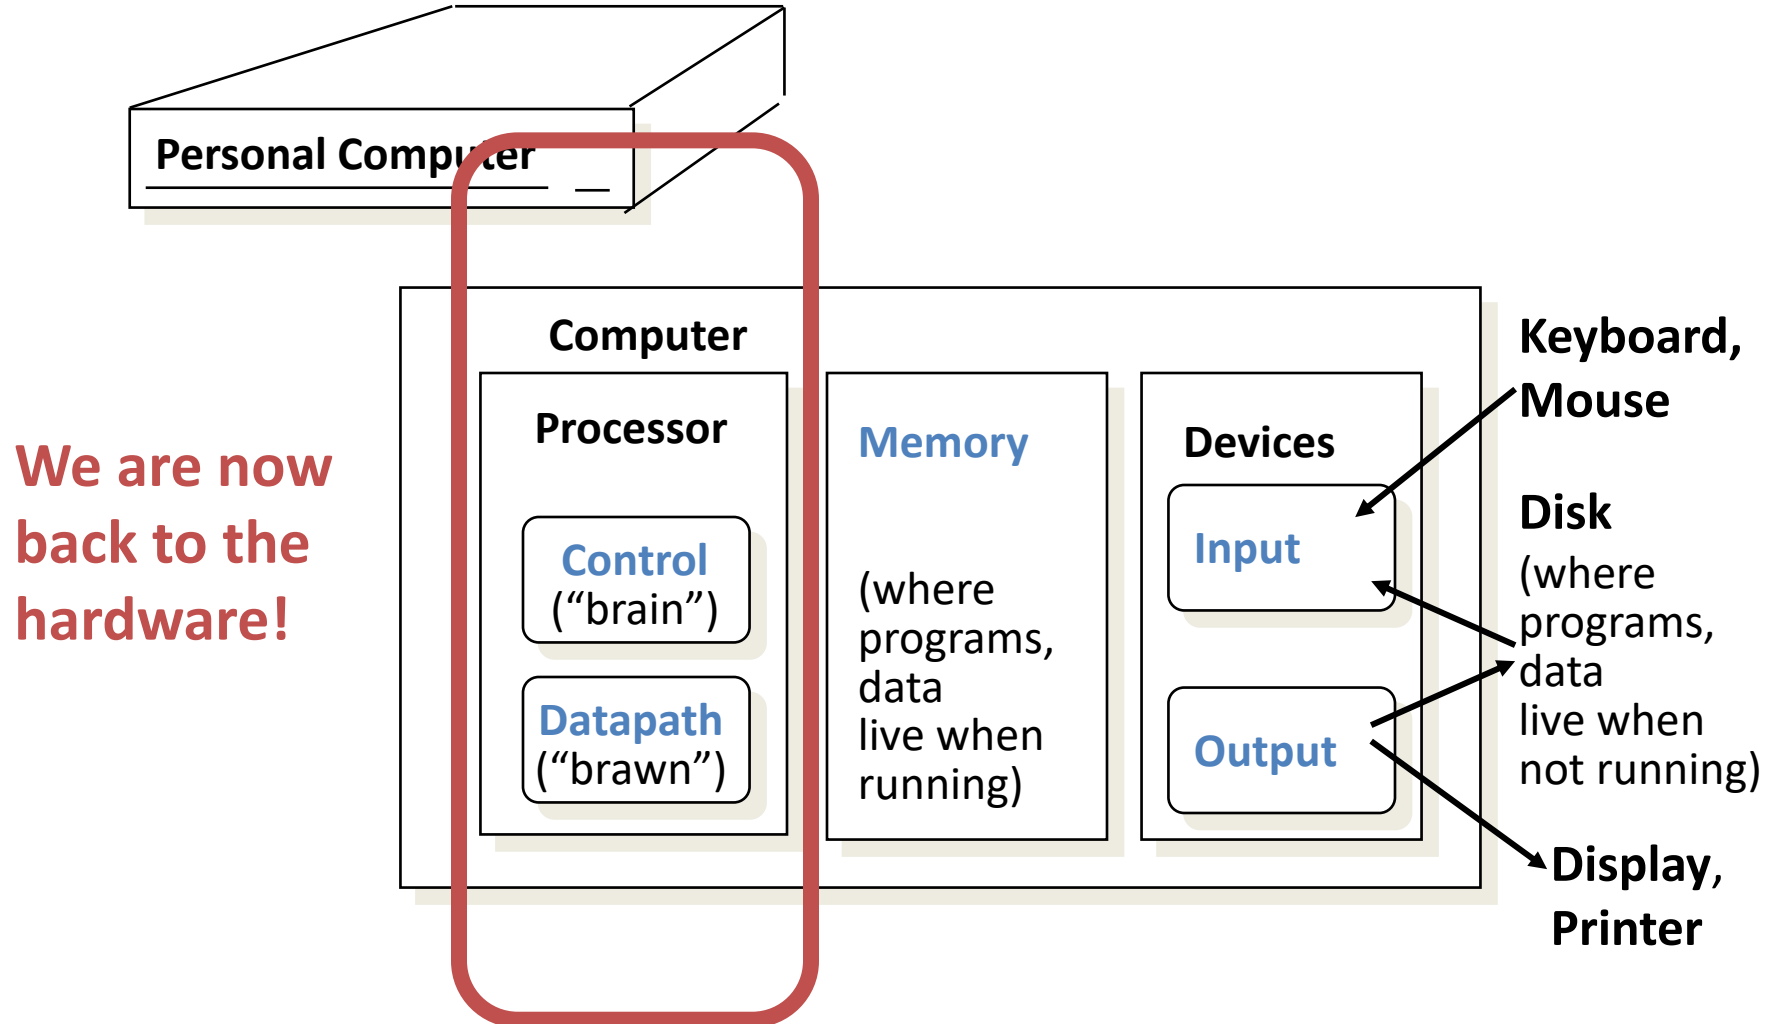 Personal Computer
We are now
back to the
hardware!
Computer
Processor
Control
(“brain”)
Datapath
(“brawn”)
Memory
(where
programs,
data
live when
running)
Devices
Input
Output
Keyboard,
Mouse
Disk
(where
programs,
data
live when
not running)
Display,
Printer